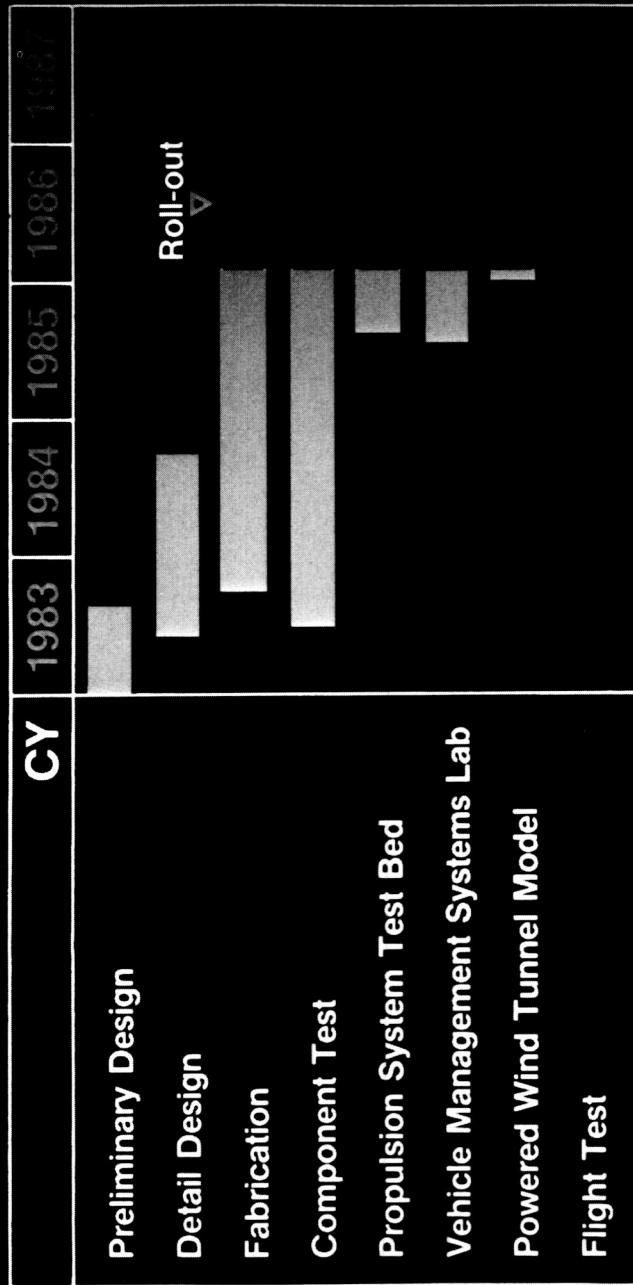 CY 1983 1984 1985 1986 1987
Preliminary Design
Detail Design
Roll-out
Fabrication
Component Test
Propulsion System Test Bed
Vehicle Management Systems Lab
Powered Wind Tunnel Model
Flight Test